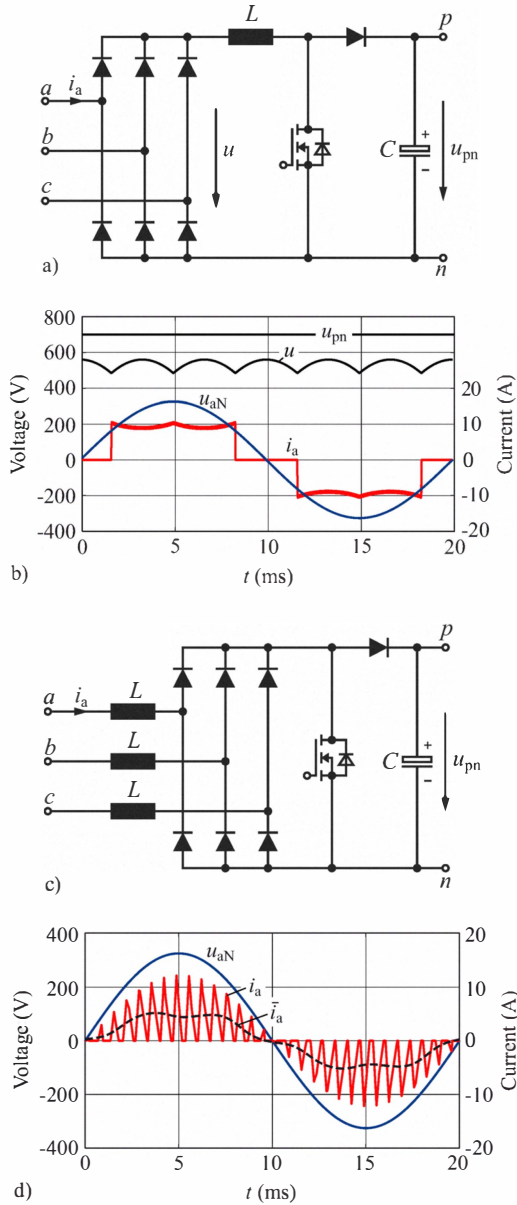 L
p
a
i_a
b
u
C
+
−
u_pn
c
n
a)
800
u_pn
600
u
400
20
u_aN
200
10
i_a
0
0
-200
-10
-400
-20
0
5
10
15
20
Voltage (V)
Current (A)
t (ms)
b)
p
a
i_a
L
b
L
C
+
−
u_pn
c
L
n
c)
400
20
u_aN
200
i_a
10
i̅_a
0
0
-200
-10
-400
-20
0
5
10
15
20
Voltage (V)
Current (A)
t (ms)
d)